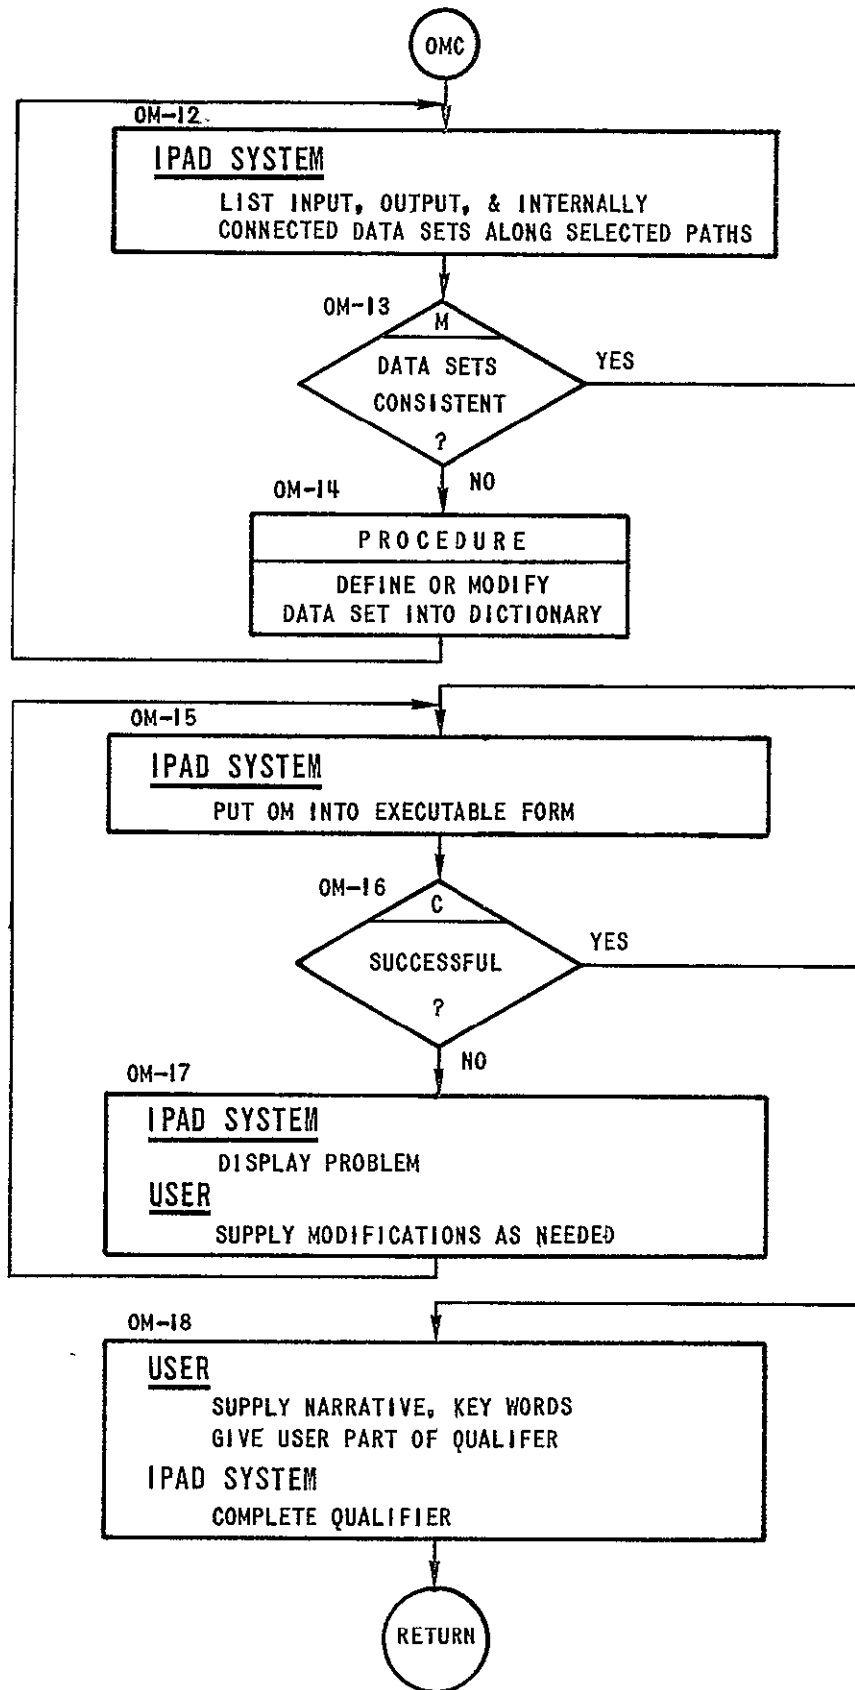 OMC
OM-12
IPAD SYSTEM
LIST INPUT, OUTPUT, & INTERNALLY
CONNECTED DATA SETS ALONG SELECTED PATHS
OM-13
M
DATA SETS
CONSISTENT
?
YES
NO
OM-14
PROCEDURE
DEFINE OR MODIFY
DATA SET INTO DICTIONARY
OM-15
IPAD SYSTEM
PUT OM INTO EXECUTABLE FORM
OM-16
C
SUCCESSFUL
?
YES
NO
OM-17
IPAD SYSTEM
DISPLAY PROBLEM
USER
SUPPLY MODIFICATIONS AS NEEDED
OM-18
USER
SUPPLY NARRATIVE, KEY WORDS
GIVE USER PART OF QUALIFER
IPAD SYSTEM
COMPLETE QUALIFIER
RETURN